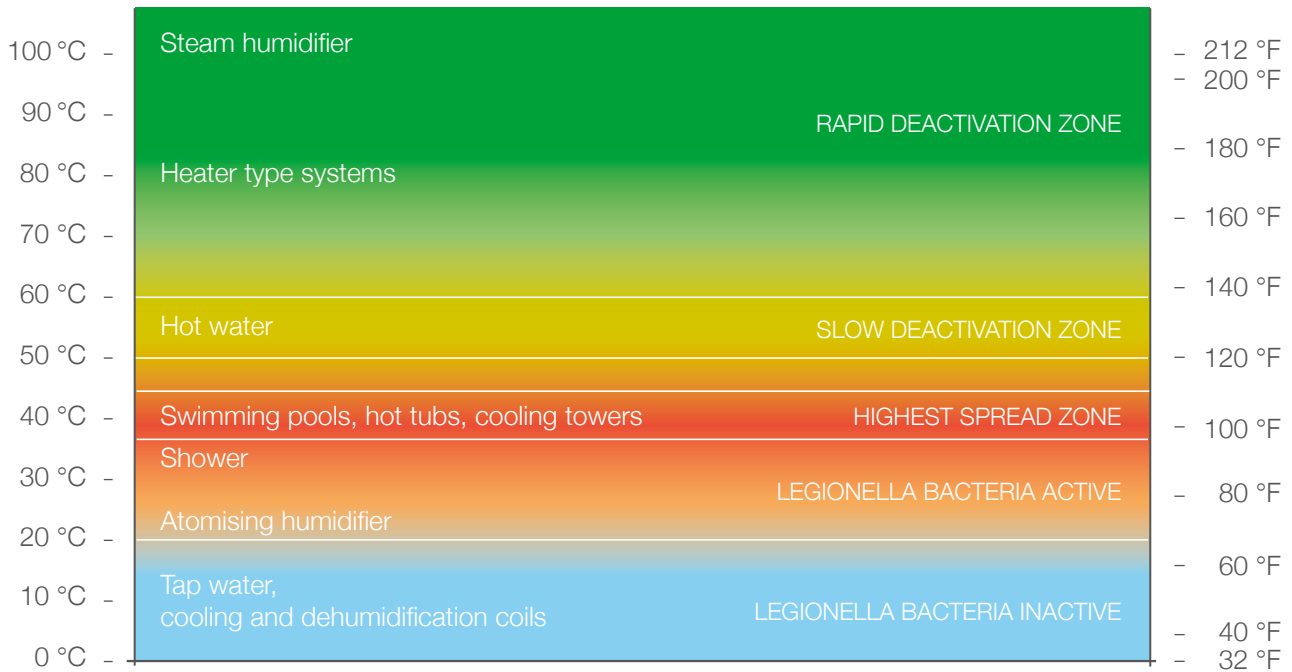 100 °C
90 °C
80 °C
70 °C
60 °C
50 °C
40 °C
30 °C
20 °C
10 °C
0 °C
Steam humidifier
RAPID DEACTIVATION ZONE
Heater type systems
Hot water
SLOW DEACTIVATION ZONE
Swimming pools, hot tubs, cooling towers
HIGHEST SPREAD ZONE
Shower
LEGIONELLA BACTERIA ACTIVE
Atomising humidifier
Tap water,
cooling and dehumidification coils
LEGIONELLA BACTERIA INACTIVE
212 °F
200 °F
180 °F
160 °F
140 °F
120 °F
100 °F
80 °F
60 °F
40 °F
32 °F